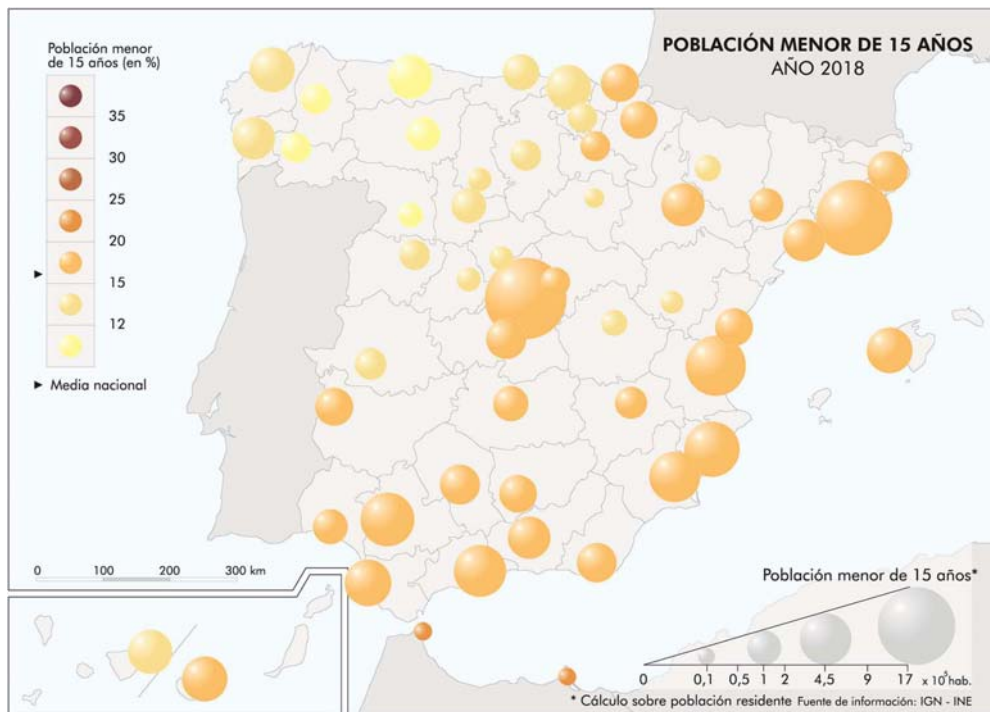 POBLACIÓN MENOR DE 15 AÑOS
AÑO 2018
Población menor
de 15 años (en %)
35
30
25
20
15
12
► Media nacional
0 100 200 300 km
Población menor de 15 años*
0 0,1 0,5 1 2 4,5 9 17 x 10⁵ hab.
* Cálculo sobre población residente Fuente de información: IGN - INE